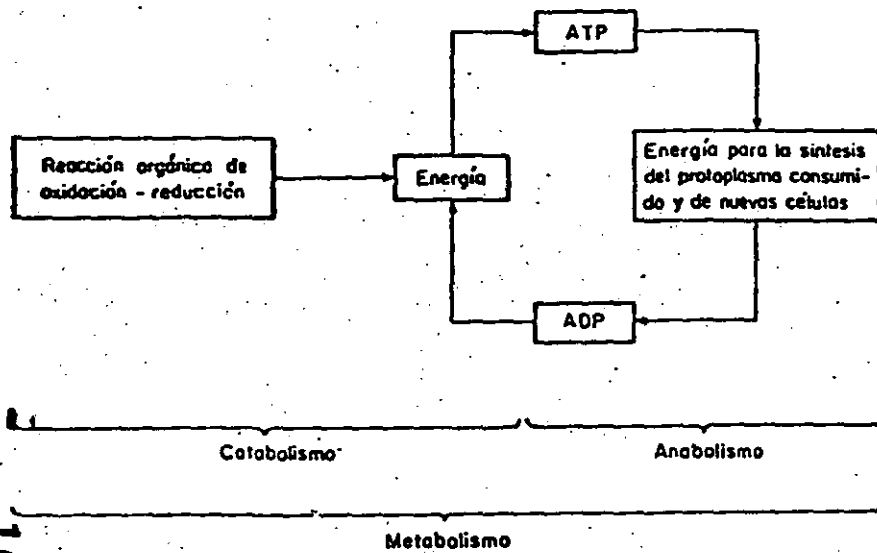 ATP
Reacción orgánica de
oxidación - reducción
Energía
Energía para la síntesis
del protoplasma consumi-
do y de nuevas células
ADP
Catabolismo
Anabolismo
Metabolismo